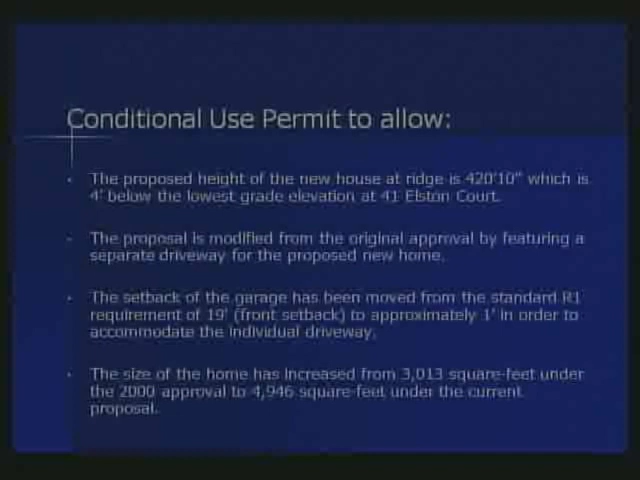 Conditional Use Permit to allow:
The proposed height of the new house at ridge is 420'10" which is
4' below the lowest grade elevation at 41 Elston Court.
The proposal is modified from the original approval by featuring a
separate driveway for the proposed new home.
The setback of the garage has been moved from the standard R1
requirement of 19' (front setback) to approximately 1' in order to
accommodate the individual driveway.
The size of the home has increased from 3,013 square-feet under
the 2000 approval to 4,946 square-feet under the current
proposal.